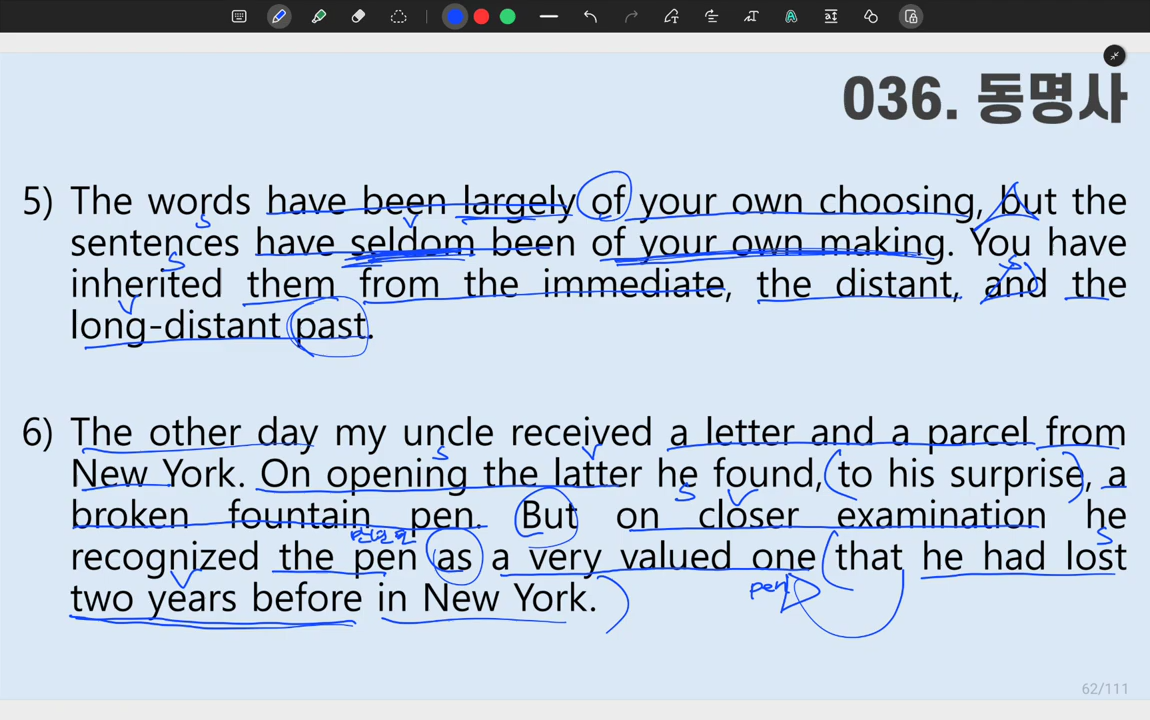 036. 동명사
5) The words have been largely of your own choosing, but the
S V
sentences have seldom been of your own making. You have
S S
inherited them from the immediate, the distant, and the
V
long-distant past.
6) The other day my uncle received a letter and a parcel from
S V
New York. On opening the latter he found, (to his surprise), a
S V
broken fountain pen. But on closer examination he
만년필 S
recognized the pen as a very valued one (that he had lost
V pen
two years before in New York.)
62/111